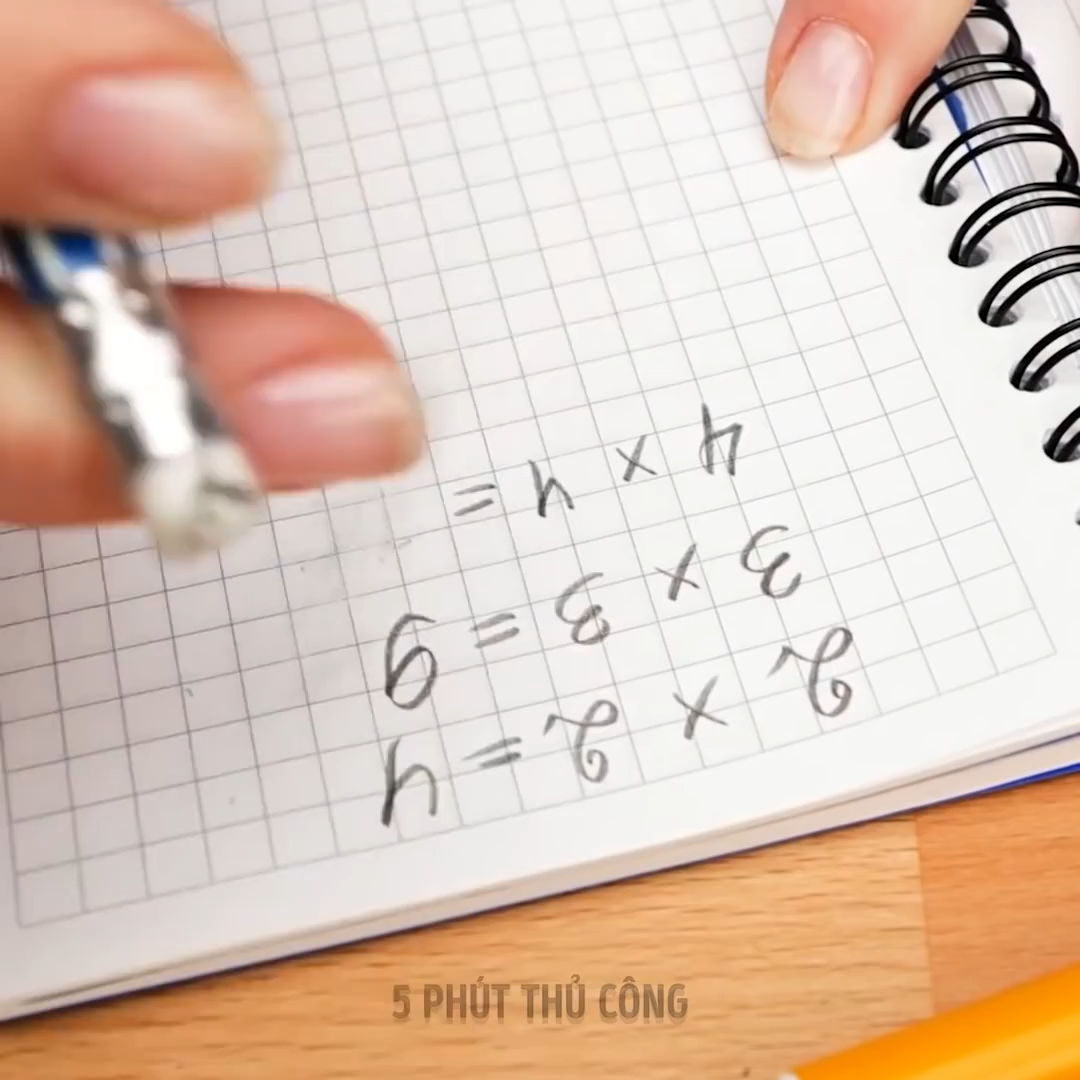 2 x 2 = 4
3 x 3 = 9
4 x 4 =
5 PHÚT THỦ CÔNG